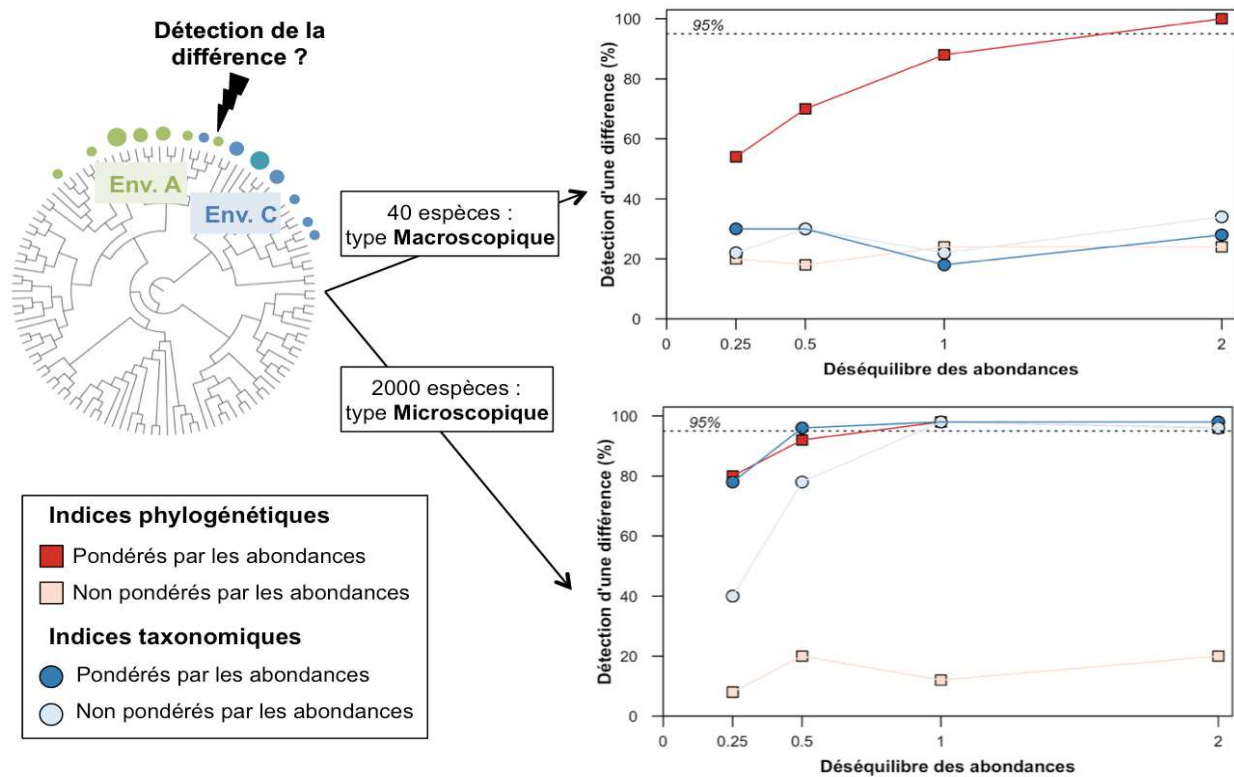 Détection de la
différence ?
Env. A
Env. C
40 espèces :
type Macroscopique
2000 espèces :
type Microscopique
Indices phylogénétiques
Pondérés par les abondances
Non pondérés par les abondances
Indices taxonomiques
Pondérés par les abondances
Non pondérés par les abondances
Détection d'une différence (%)
100
80
60
40
20
0
95%
0
0.25
0.5
1
2
Déséquilibre des abondances
Détection d'une différence (%)
100
80
60
40
20
0
95%
0
0.25
0.5
1
2
Déséquilibre des abondances